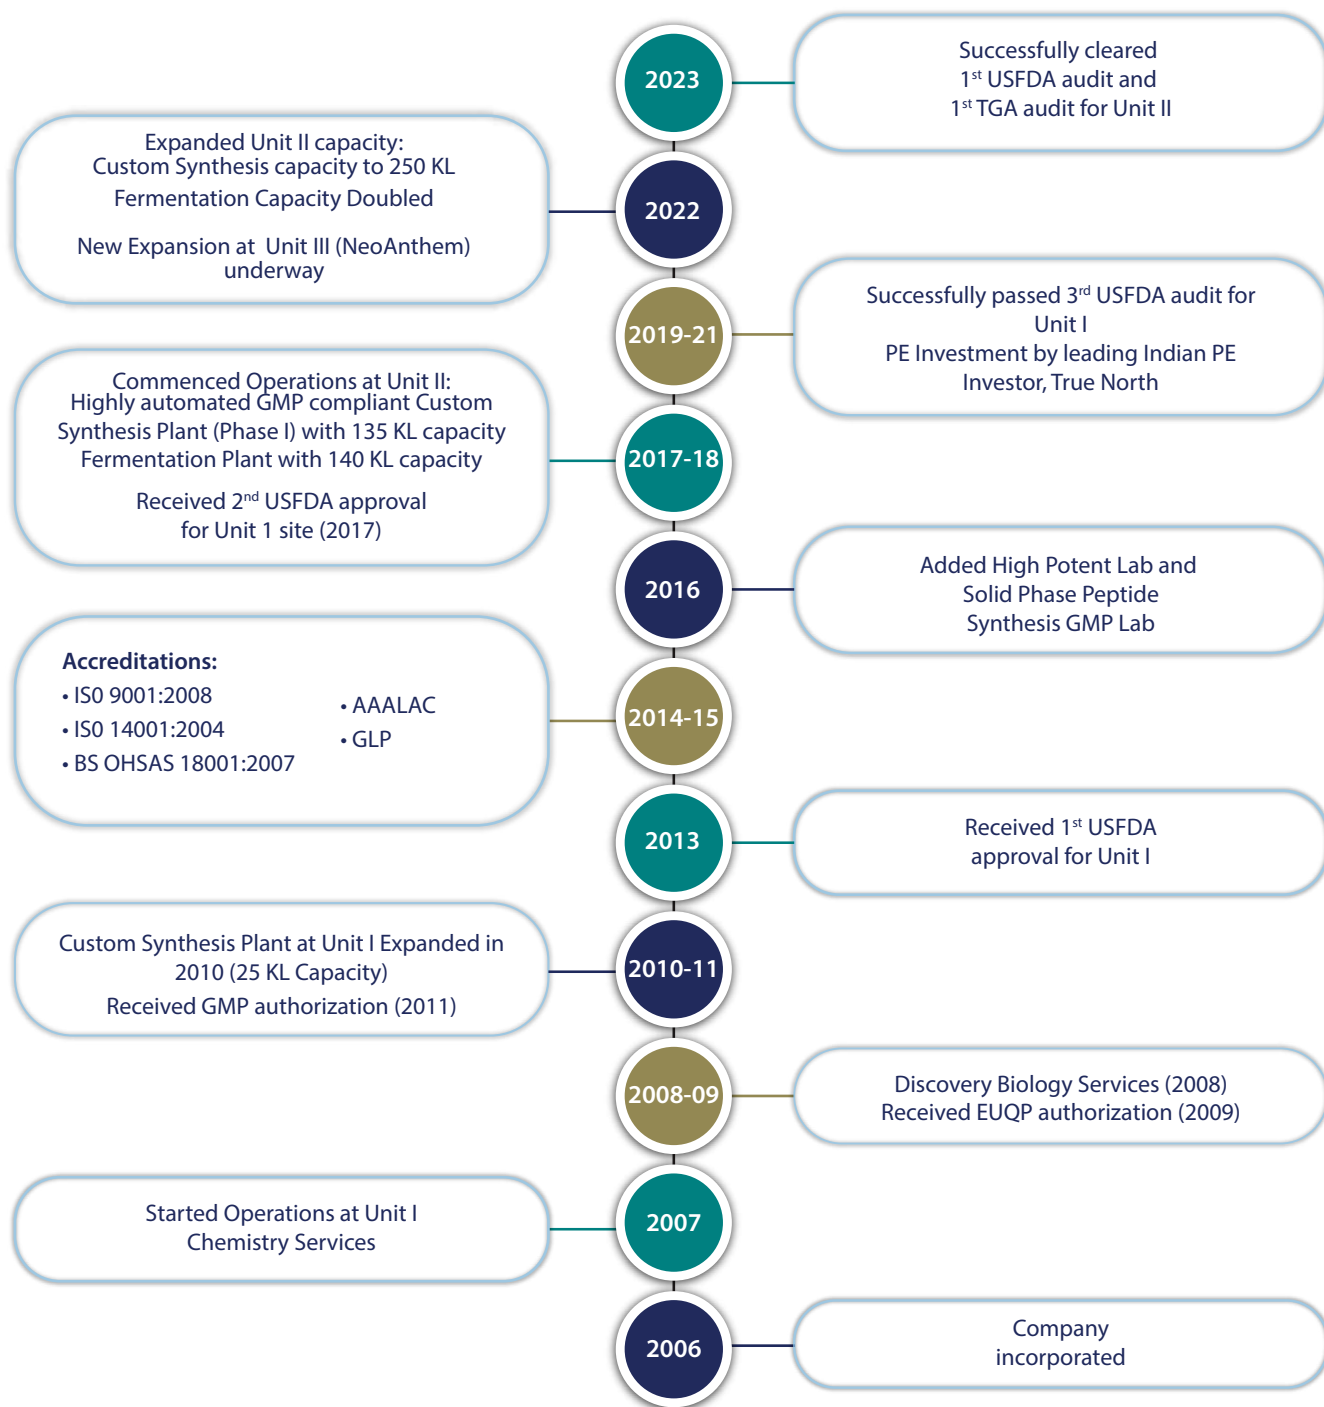 2023
Successfully cleared
1st USFDA audit and
1st TGA audit for Unit II
Expanded Unit II capacity:
Custom Synthesis capacity to 250 KL
Fermentation Capacity Doubled
New Expansion at Unit III (NeoAnthem)
underway
2022
2019-21
Successfully passed 3rd USFDA audit for
Unit I
PE Investment by leading Indian PE
Investor, True North
Commenced Operations at Unit II:
Highly automated GMP compliant Custom
Synthesis Plant (Phase I) with 135 KL capacity
Fermentation Plant with 140 KL capacity
Received 2nd USFDA approval
for Unit 1 site (2017)
2017-18
2016
Added High Potent Lab and
Solid Phase Peptide
Synthesis GMP Lab
Accreditations:
• IS0 9001:2008
• IS0 14001:2004
• BS OHSAS 18001:2007
• AAALAC
• GLP
2014-15
2013
Received 1st USFDA
approval for Unit I
Custom Synthesis Plant at Unit I Expanded in
2010 (25 KL Capacity)
Received GMP authorization (2011)
2010-11
2008-09
Discovery Biology Services (2008)
Received EUQP authorization (2009)
Started Operations at Unit I
Chemistry Services
2007
2006
Company
incorporated